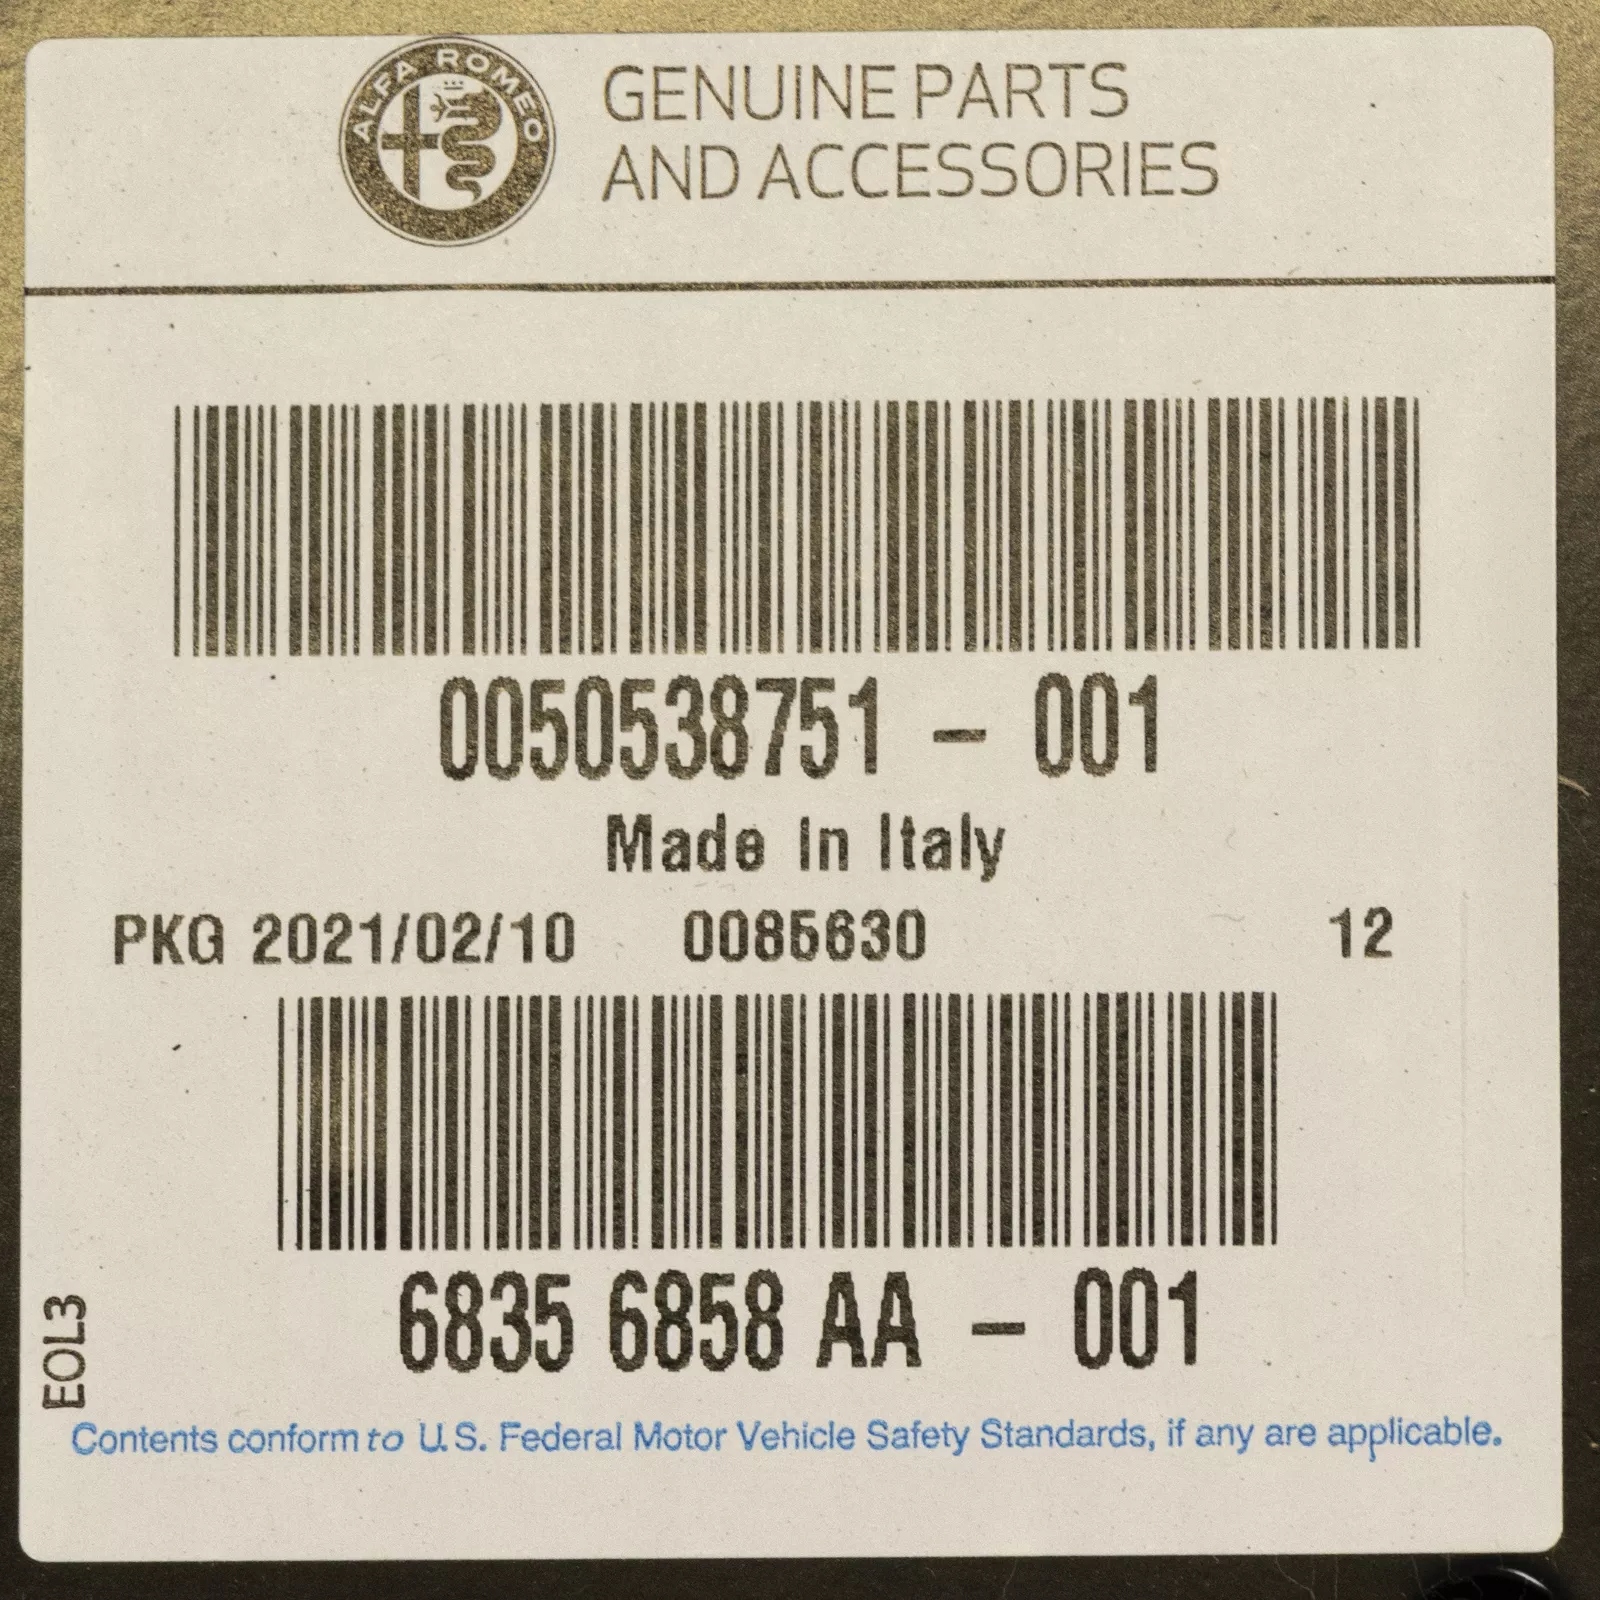 ALFA ROMEO
GENUINE PARTS
AND ACCESSORIES
0050538751 - 001
Made In Italy
PKG 2021/02/10 0085630 12
6835 6858 AA - 001
EOL3
Contents conform to U.S. Federal Motor Vehicle Safety Standards, if any are applicable.